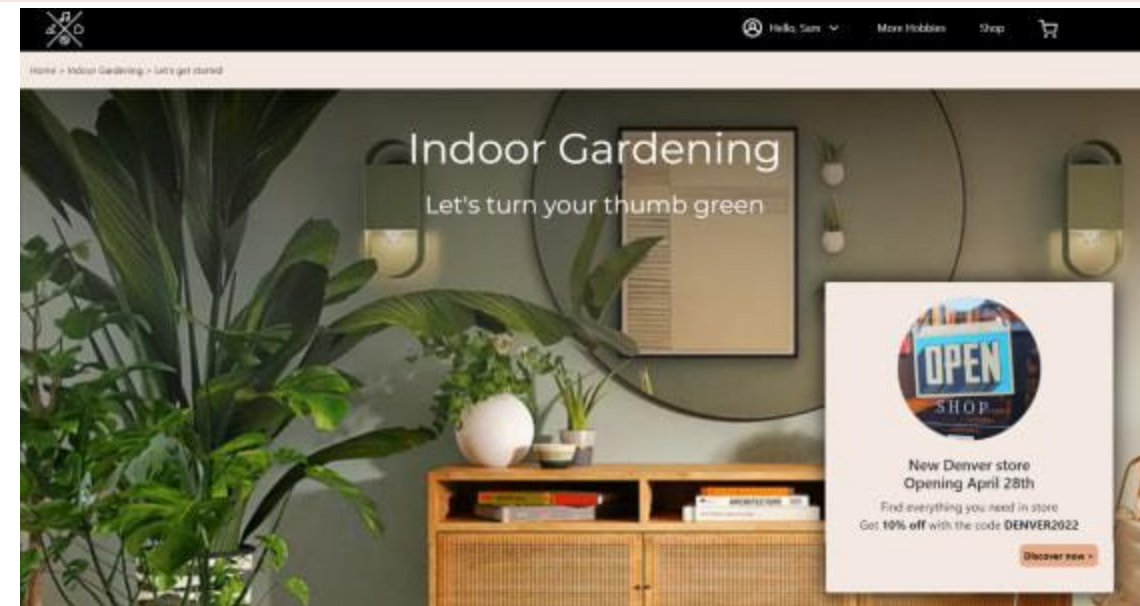 Hello, Sam
More Hobbies
Shop
Home > Indoor Gardening > Let's get started
Indoor Gardening
Let's turn your thumb green
OPEN
SHOP
ARCHITECTURE
New Denver store
Opening April 28th
Find everything you need in store
Get 10% off with the code DENVER2022
Discover now >